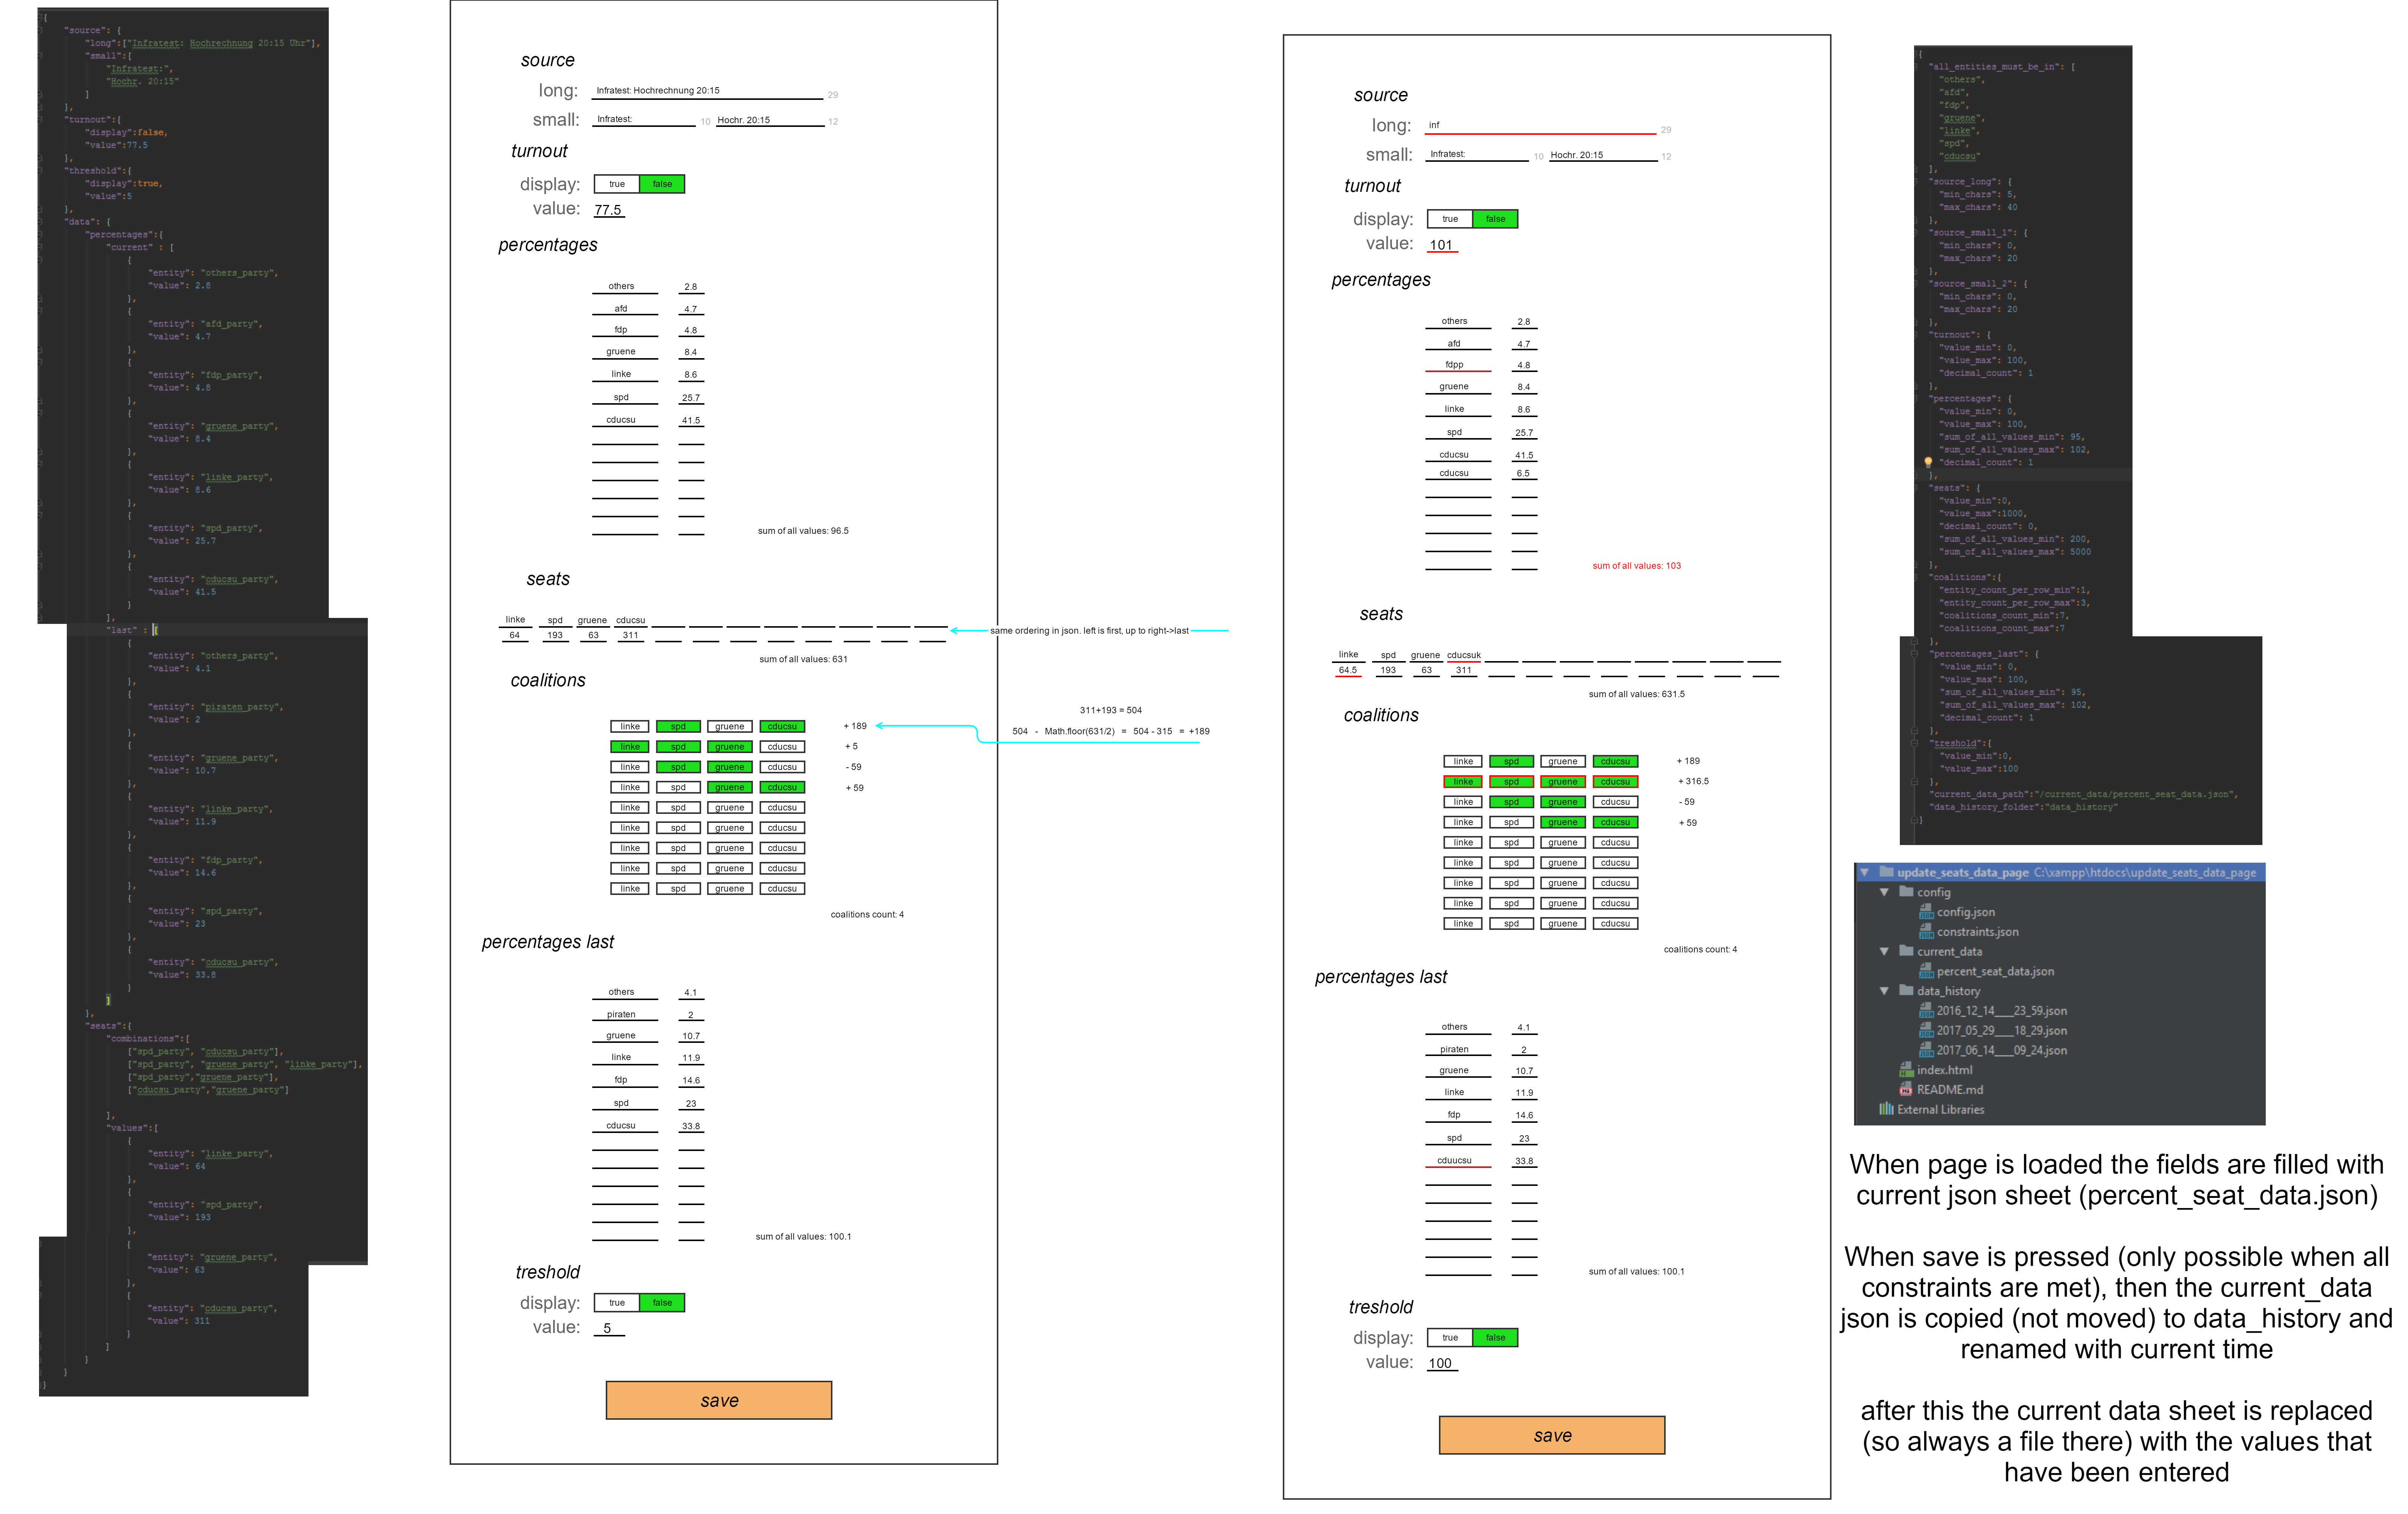 {
"source": {
"long":["Infratest: Hochrechnung 20:15 Uhr"],
"small":[
"Infratest:",
"Hochr. 20:15"
]
},
"turnout":{
"display":false,
"value":77.5
},
"threshold":{
"display":true,
"value":5
},
"data": {
"percentages":{
"current" : [
{
"entity": "others_party",
"value": 2.8
},
{
"entity": "afd_party",
"value": 4.7
},
{
"entity": "fdp_party",
"value": 4.8
},
{
"entity": "gruene_party",
"value": 8.4
},
{
"entity": "linke_party",
"value": 8.6
},
{
"entity": "spd_party",
"value": 25.7
},
{
"entity": "cducsu_party",
"value": 41.5
}
],
"last" : [
{
"entity": "others_party",
"value": 4.1
},
{
"entity": "piraten_party",
"value": 2
},
{
"entity": "gruene_party",
"value": 10.7
},
{
"entity": "linke_party",
"value": 11.9
},
{
"entity": "fdp_party",
"value": 14.6
},
{
"entity": "spd_party",
"value": 23
},
{
"entity": "cducsu_party",
"value": 33.8
}
]
},
"seats":{
"combinations":[
["spd_party", "cducsu_party"],
["spd_party", "gruene_party", "linke_party"],
["spd_party","gruene_party"],
["cducsu_party","gruene_party"]
],
"values":[
{
"entity": "linke_party",
"value": 64
},
{
"entity": "spd_party",
"value": 193
},
{
"entity": "gruene_party",
"value": 63
},
{
"entity": "cducsu_party",
"value": 311
}
]
}
}
}
source
long: Infratest: Hochrechnung 20:15 29
small: Infratest: 10 Hochr. 20:15 12
turnout
display: true false
value: 77.5
percentages
others 2.8
afd 4.7
fdp 4.8
gruene 8.4
linke 8.6
spd 25.7
cducsu 41.5
sum of all values: 96.5
seats
linke spd gruene cducsu
64 193 63 311
sum of all values: 631
coalitions
linke spd gruene cducsu + 189
linke spd gruene cducsu + 5
linke spd gruene cducsu - 59
linke spd gruene cducsu + 59
linke spd gruene cducsu
linke spd gruene cducsu
linke spd gruene cducsu
linke spd gruene cducsu
linke spd gruene cducsu
coalitions count: 4
percentages last
others 4.1
piraten 2
gruene 10.7
linke 11.9
fdp 14.6
spd 23
cducsu 33.8
sum of all values: 100.1
treshold
display: true false
value: 5
save
same ordering in json. left is first, up to right->last
311+193 = 504
504 - Math.floor(631/2) = 504 - 315 = +189
source
long: inf 29
small: Infratest: 10 Hochr. 20:15 12
turnout
display: true false
value: 101
percentages
others 2.8
afd 4.7
fdpp 4.8
gruene 8.4
linke 8.6
spd 25.7
cducsu 41.5
cducsu 6.5
sum of all values: 103
seats
linke spd gruene cducsuk
64.5 193 63 311
sum of all values: 631.5
coalitions
linke spd gruene cducsu + 189
linke spd gruene cducsu + 316.5
linke spd gruene cducsu - 59
linke spd gruene cducsu + 59
linke spd gruene cducsu
linke spd gruene cducsu
linke spd gruene cducsu
linke spd gruene cducsu
linke spd gruene cducsu
coalitions count: 4
percentages last
others 4.1
piraten 2
gruene 10.7
linke 11.9
fdp 14.6
spd 23
cduucsu 33.8
sum of all values: 100.1
treshold
display: true false
value: 100
save
{
"all_entities_must_be_in": [
"others",
"afd",
"fdp",
"gruene",
"linke",
"spd",
"cducsu"
],
"source_long": {
"min_chars": 5,
"max_chars": 40
},
"source_small_1": {
"min_chars": 0,
"max_chars": 20
},
"source_small_2": {
"min_chars": 0,
"max_chars": 20
},
"turnout": {
"value_min": 0,
"value_max": 100,
"decimal_count": 1
},
"percentages": {
"value_min": 0,
"value_max": 100,
"sum_of_all_values_min": 95,
"sum_of_all_values_max": 102,
"decimal_count": 1
},
"seats": {
"value_min":0,
"value_max":1000,
"decimal_count": 0,
"sum_of_all_values_min": 200,
"sum_of_all_values_max": 5000
},
"coalitions":{
"entity_count_per_row_min":1,
"entity_count_per_row_max":3,
"coalitions_count_min":7,
"coalitions_count_max":7
},
"percentages_last": {
"value_min": 0,
"value_max": 100,
"sum_of_all_values_min": 95,
"sum_of_all_values_max": 102,
"decimal_count": 1
},
"treshold":{
"value_min":0,
"value_max":100
},
"current_data_path":"/current_data/percent_seat_data.json",
"data_history_folder":"data_history"
}
update_seats_data_page C:\xampp\htdocs\update_seats_data_page
config
config.json
constraints.json
current_data
percent_seat_data.json
data_history
2016_12_14___23_59.json
2017_05_29___18_29.json
2017_06_14___09_24.json
index.html
README.md
External Libraries
When page is loaded the fields are filled with
current json sheet (percent_seat_data.json)
When save is pressed (only possible when all
constraints are met), then the current_data
json is copied (not moved) to data_history and
renamed with current time
after this the current data sheet is replaced
(so always a file there) with the values that
have been entered